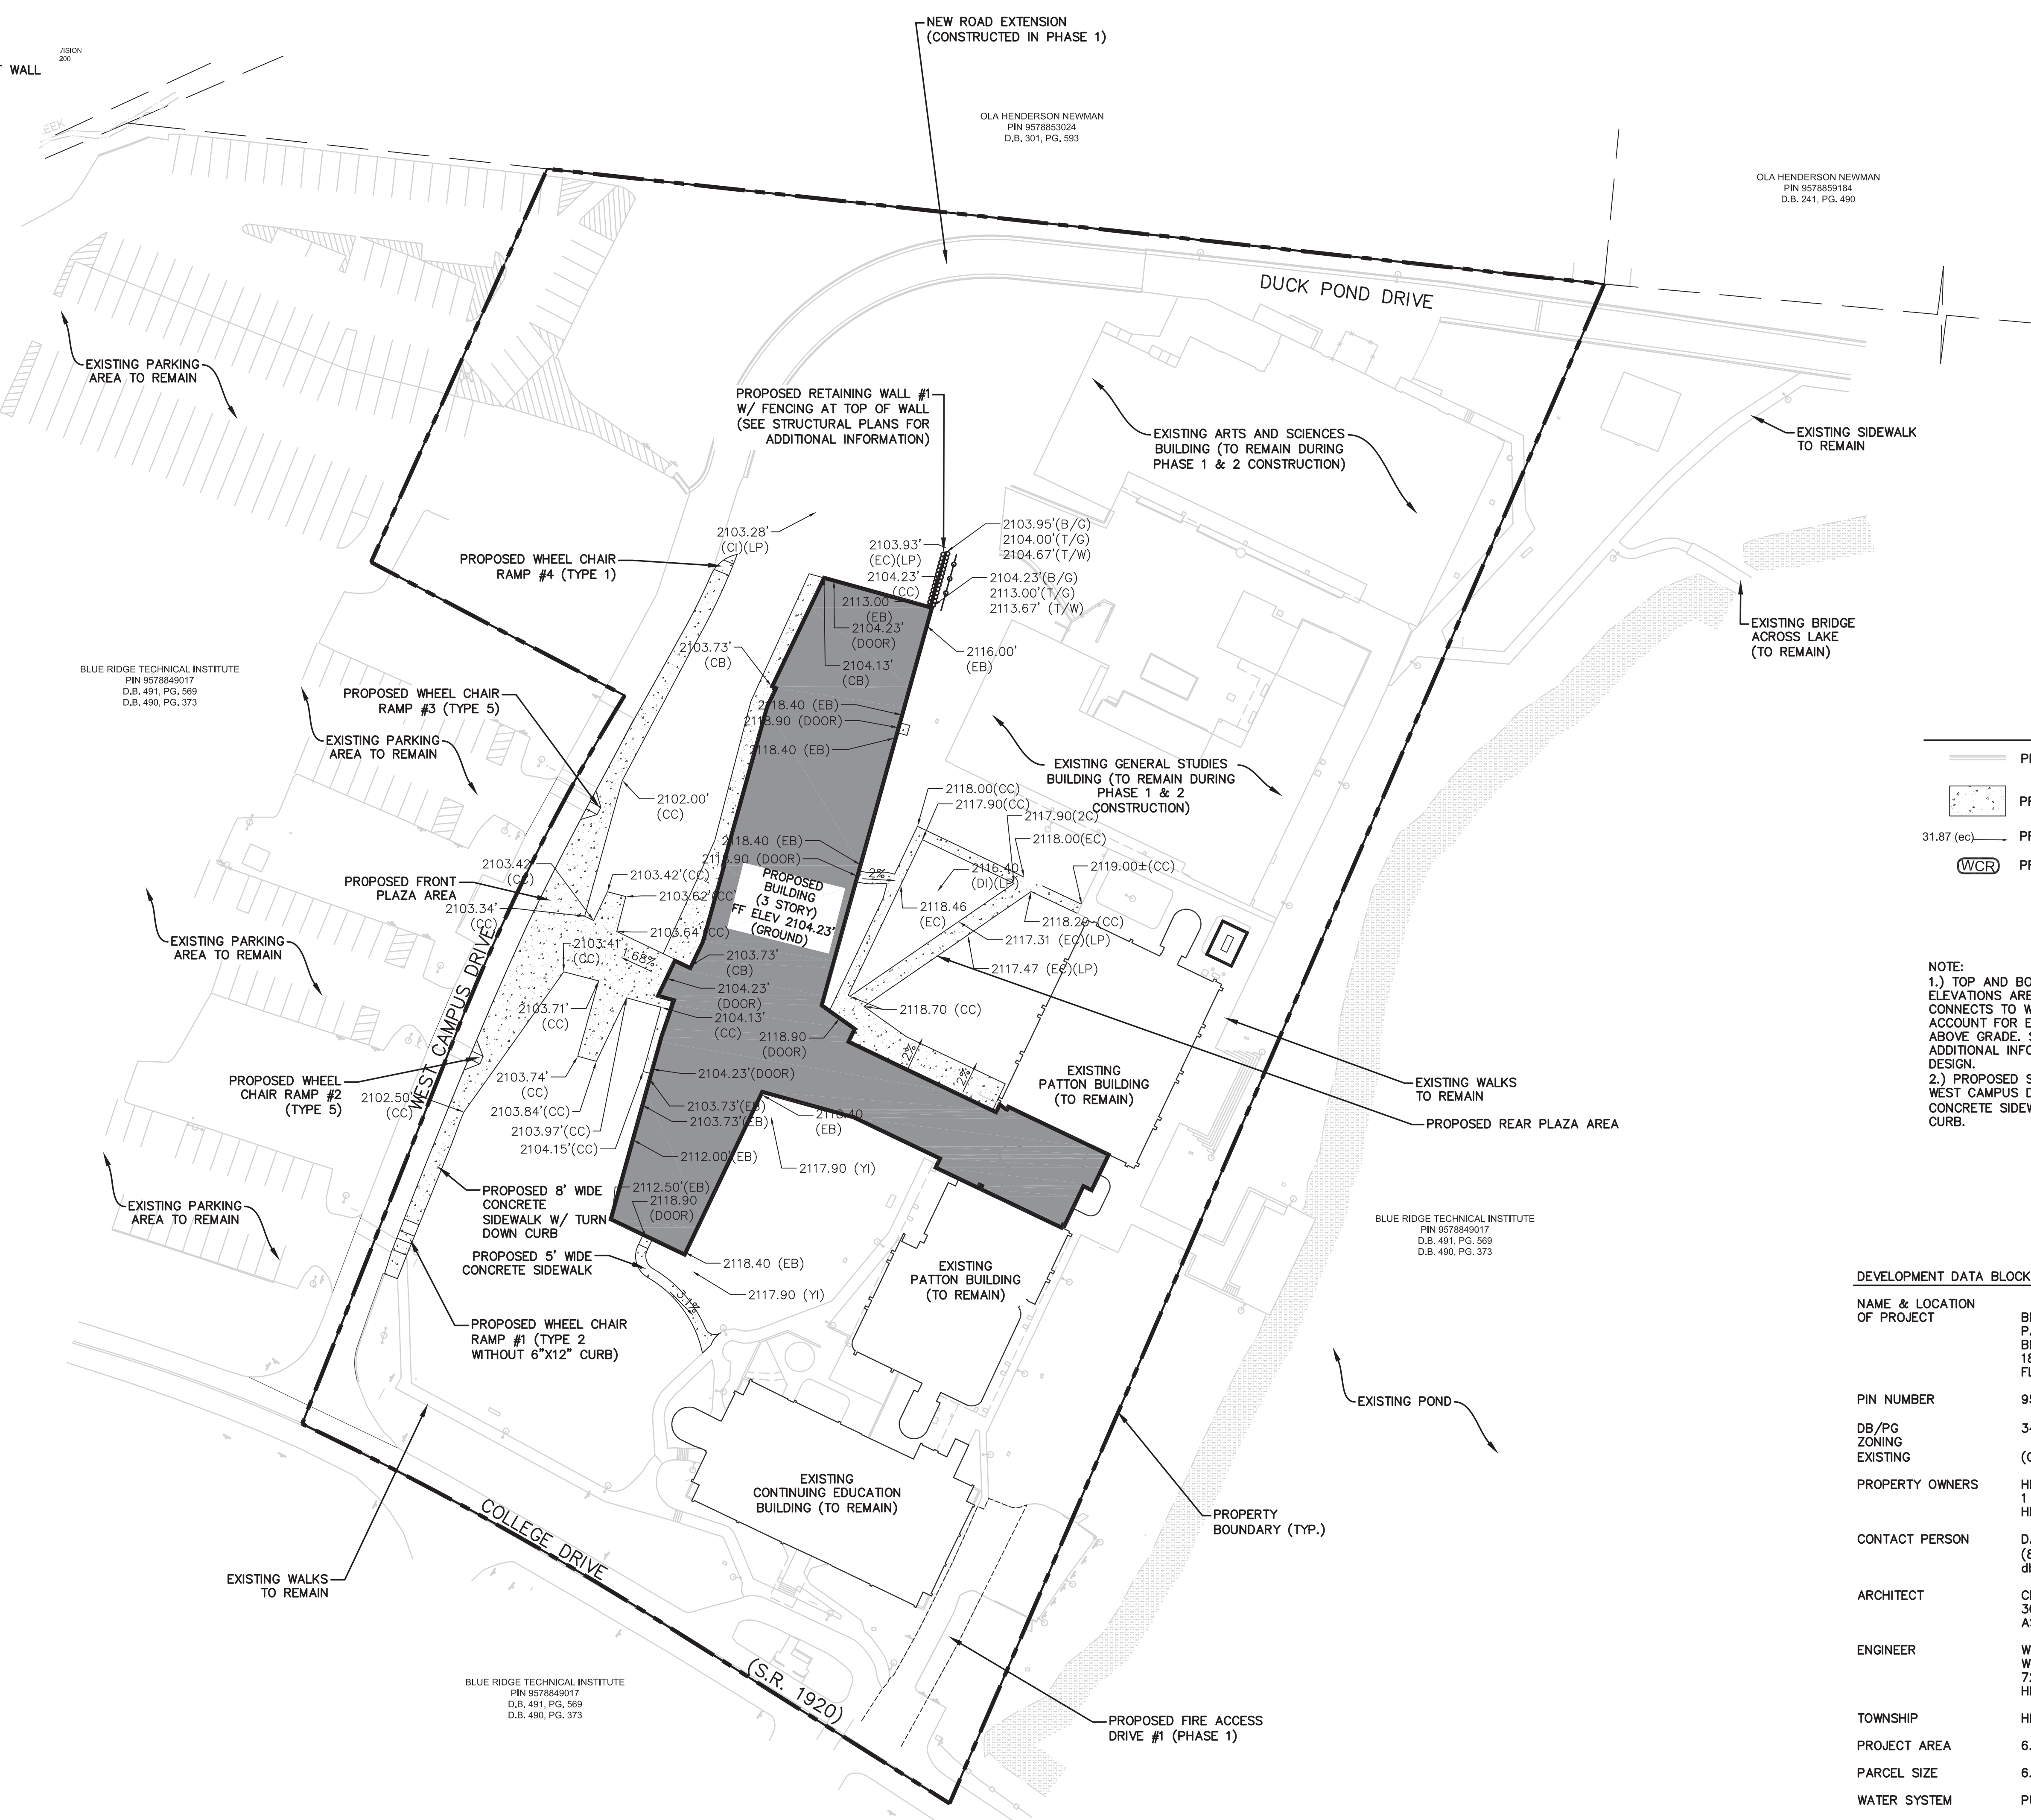 NEW ROAD EXTENSION
(CONSTRUCTED IN PHASE 1)
200
WALL
EEK
OLA HENDERSON NEWMAN
PIN 9578853024
D.B. 301, PG. 593
OLA HENDERSON NEWMAN
PIN 9578859184
D.B. 241, PG. 490
DUCK POND DRIVE
EXISTING PARKING
AREA TO REMAIN
PROPOSED RETAINING WALL #1
W/ FENCING AT TOP OF WALL
(SEE STRUCTURAL PLANS FOR
ADDITIONAL INFORMATION)
EXISTING ARTS AND SCIENCES
BUILDING (TO REMAIN DURING
PHASE 1 & 2 CONSTRUCTION)
EXISTING SIDEWALK
TO REMAIN
2103.28'
(CI)(LP)
2103.93'
(EC)(LP)
2104.23'
(CC)
2103.95'(B/G)
2104.00'(T/G)
2104.67'(T/W)
2104.23'(B/G)
2113.00'(T/G)
2113.67' (T/W)
PROPOSED WHEEL CHAIR
RAMP #4 (TYPE 1)
2113.00
(EB)
2104.23'
(DOOR)
2104.13'
(CB)
2103.73'
(CB)
2116.00'
(EB)
EXISTING BRIDGE
ACROSS LAKE
(TO REMAIN)
BLUE RIDGE TECHNICAL INSTITUTE
PIN 9578849017
D.B. 491, PG. 569
D.B. 490, PG. 373
PROPOSED WHEEL CHAIR
RAMP #3 (TYPE 5)
EXISTING PARKING
AREA TO REMAIN
2118.40 (EB)
2118.90 (DOOR)
2118.40 (EB)
EXISTING GENERAL STUDIES
BUILDING (TO REMAIN DURING
PHASE 1 & 2
CONSTRUCTION)
2102.00'
(CC)
2118.00(CC)
2117.90(CC)
2117.90(2C)
2118.00(EC)
2118.40 (EB)
2118.90 (DOOR)
2%
2116.40
(DI)(LP)
2119.00±(CC)
2103.42'
(CC)
2103.42'(CC)
2103.62'(CC)
PROPOSED FRONT
PLAZA AREA
2103.34'
(CC)
PROPOSED
BUILDING
(3 STORY)
FF ELEV 2104.23'
(GROUND)
2118.46
(EC)
2118.20 (CC)
2117.31 (EC)(LP)
2117.47 (EC)(LP)
2103.64'(CC)
2103.41'
(CC)
1.68%
2103.73'
(CB)
2104.23'
(DOOR)
2104.13'
(CC)
2118.90
(DOOR)
2118.70 (CC)
EXISTING PARKING
AREA TO REMAIN
WEST CAMPUS DRIVE
2103.71'
(CC)
PROPOSED WHEEL
CHAIR RAMP #2
(TYPE 5)
2102.50'
(CC)
2103.74'
(CC)
2103.84'(CC)
2103.97'(CC)
2104.15'(CC)
2104.23'(DOOR)
2103.73'(EB)
2103.73'(EB)
2112.00'(EB)
2118.40
(EB)
2117.90 (YI)
2%
2%
EXISTING
PATTON BUILDING
(TO REMAIN)
EXISTING WALKS
TO REMAIN
PROPOSED REAR PLAZA AREA
31.87 (ec)
WCR
NOTE:
1.) TOP AND BO
ELEVATIONS ARE
CONNECTS TO W
ACCOUNT FOR E
ABOVE GRADE. S
ADDITIONAL INFO
DESIGN.
2.) PROPOSED S
WEST CAMPUS D
CONCRETE SIDEW
CURB.
EXISTING PARKING
AREA TO REMAIN
PROPOSED 8' WIDE
CONCRETE
SIDEWALK W/ TURN
DOWN CURB
PROPOSED 5' WIDE
CONCRETE SIDEWALK
2112.50'(EB)
2118.90
(DOOR)
2118.40 (EB)
2117.90 (YI)
3.1%
PROPOSED WHEEL CHAIR
RAMP #1 (TYPE 2
WITHOUT 6"X12" CURB)
EXISTING
PATTON BUILDING
(TO REMAIN)
BLUE RIDGE TECHNICAL INSTITUTE
PIN 9578849017
D.B. 491, PG. 569
D.B. 490, PG. 373
EXISTING POND
EXISTING
CONTINUING EDUCATION
BUILDING (TO REMAIN)
PROPERTY
BOUNDARY (TYP.)
COLLEGE DRIVE
(S.R. 1920)
EXISTING WALKS
TO REMAIN
BLUE RIDGE TECHNICAL INSTITUTE
PIN 9578849017
D.B. 491, PG. 569
D.B. 490, PG. 373
PROPOSED FIRE ACCESS
DRIVE #1 (PHASE 1)
DEVELOPMENT DATA BLOCK
NAME & LOCATION
OF PROJECT
PIN NUMBER
DB/PG
ZONING
EXISTING
PROPERTY OWNERS
CONTACT PERSON
ARCHITECT
ENGINEER
TOWNSHIP
PROJECT AREA
PARCEL SIZE
WATER SYSTEM